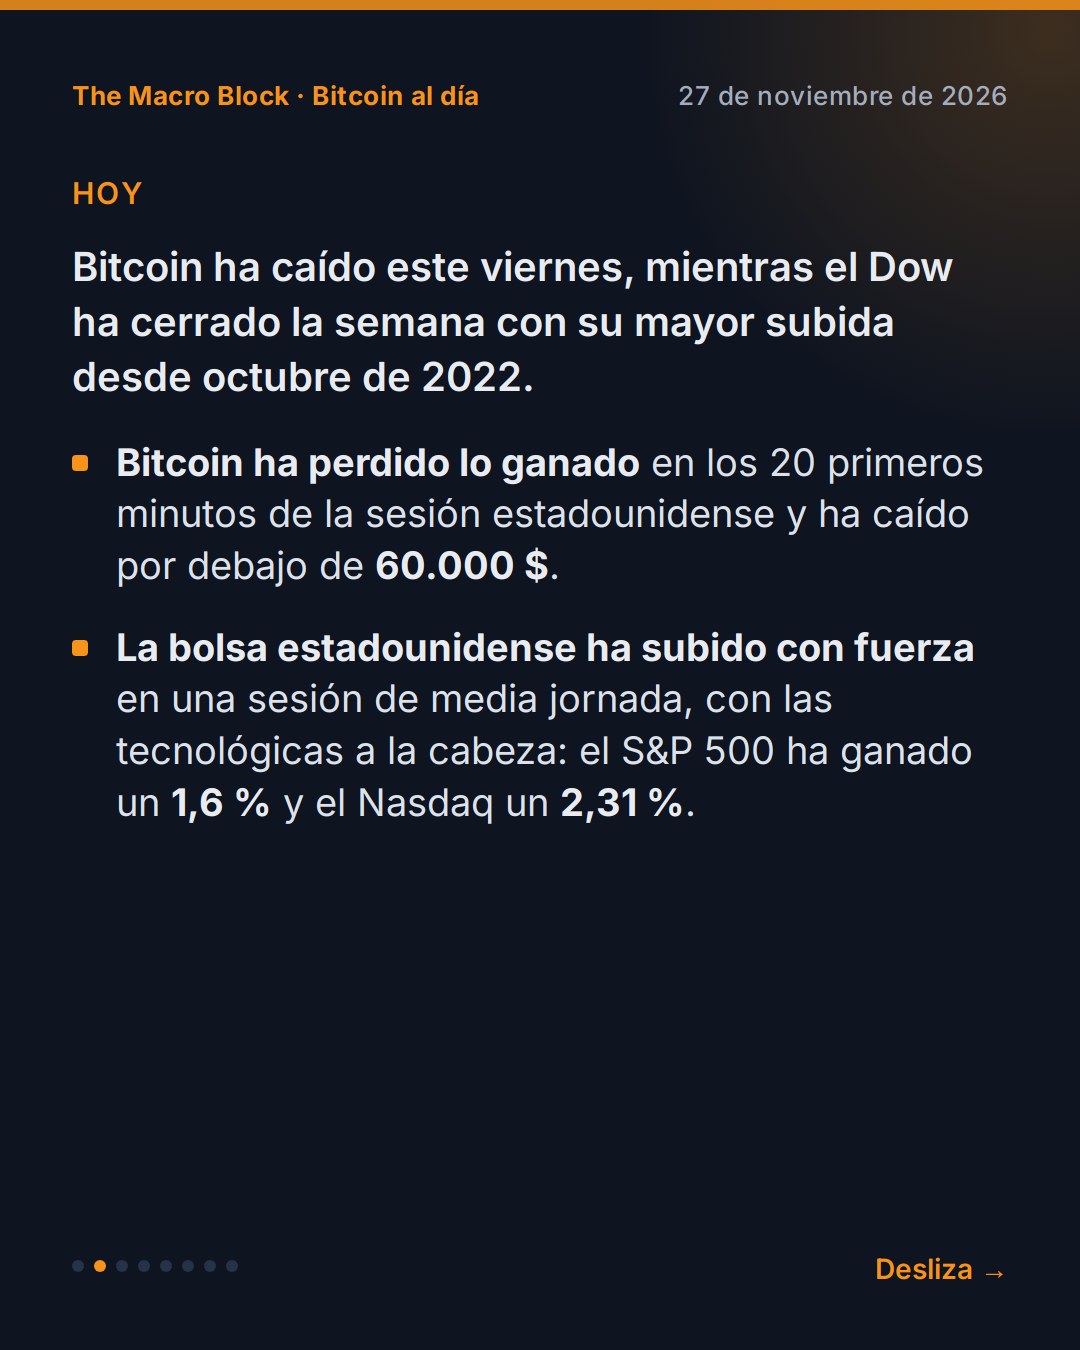 The Macro Block · Bitcoin al día
27 de noviembre de 2026
HOY
Bitcoin ha caído este viernes, mientras el Dow
ha cerrado la semana con su mayor subida
desde octubre de 2022.
Bitcoin ha perdido lo ganado en los 20 primeros
minutos de la sesión estadounidense y ha caído
por debajo de 60.000 $.
La bolsa estadounidense ha subido con fuerza
en una sesión de media jornada, con las
tecnológicas a la cabeza: el S&P 500 ha ganado
un 1,6 % y el Nasdaq un 2,31 %.
Desliza →